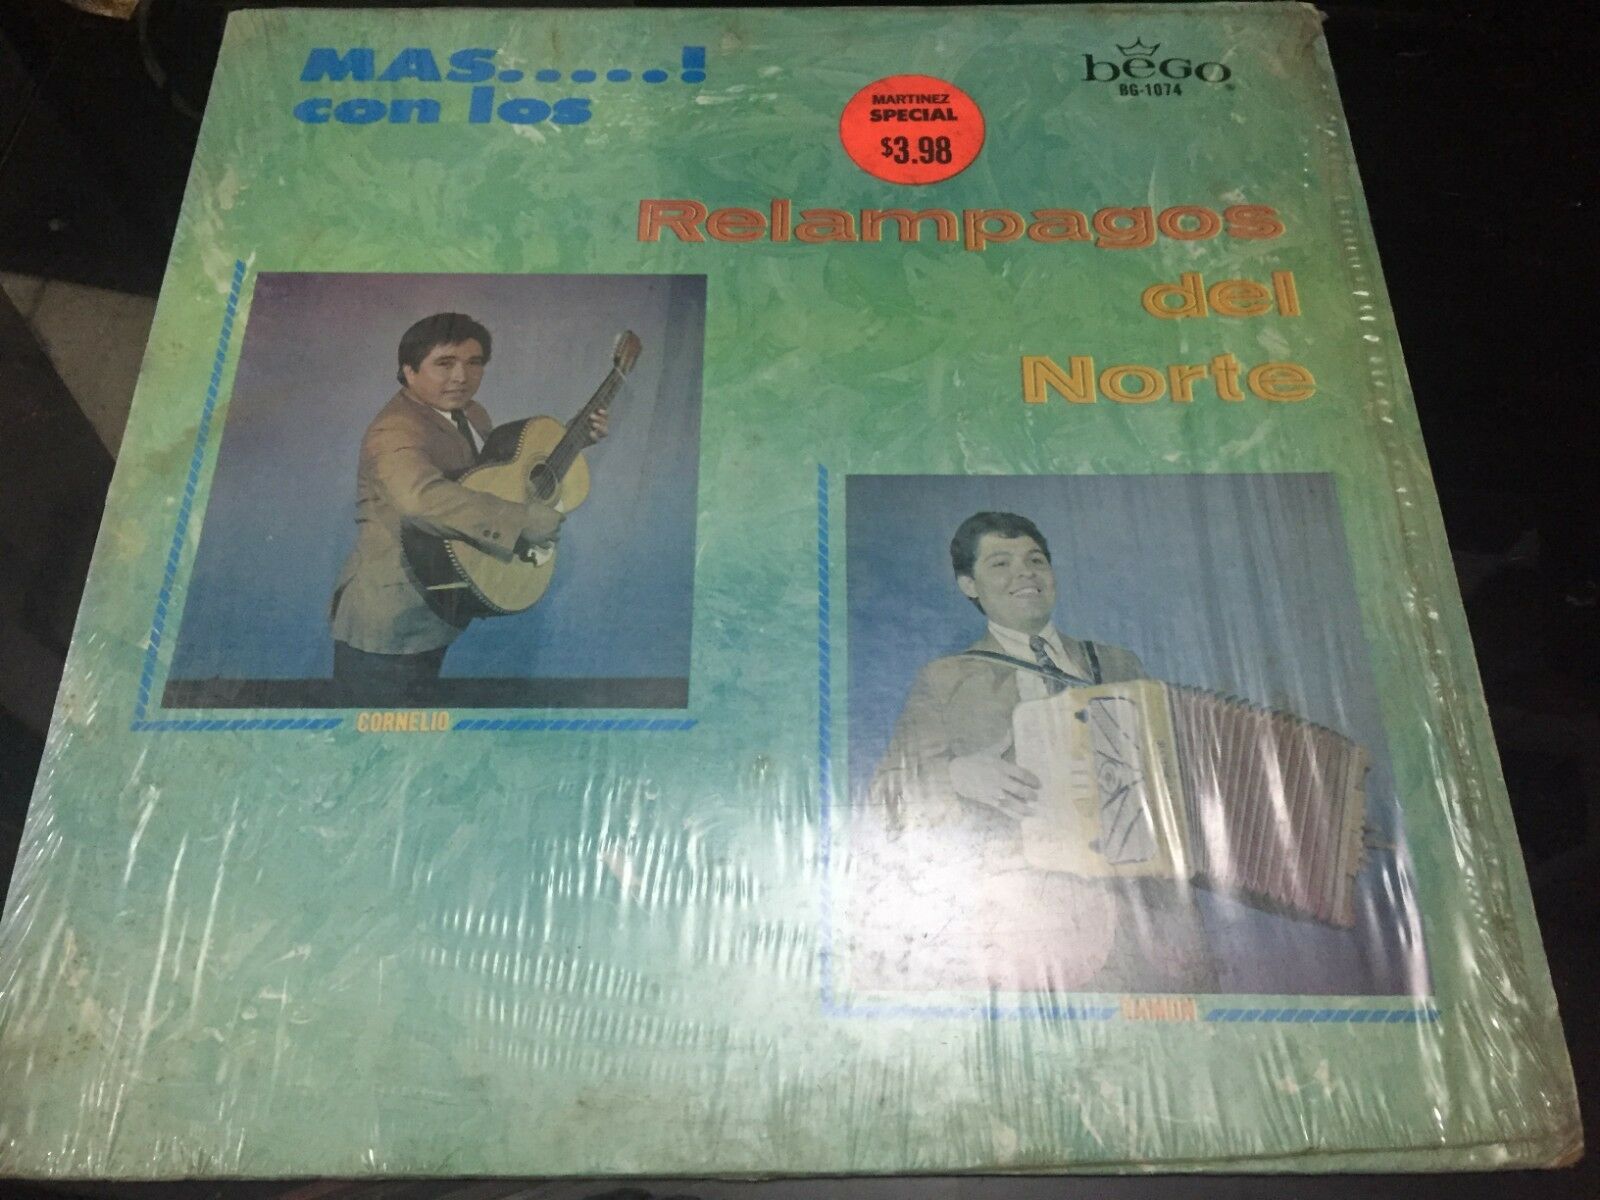 MAS.....!
con los
MARTINEZ
SPECIAL
$3.98
bego
BG-1074
Relampagos
del
Norte
CORNELIO
RAMON